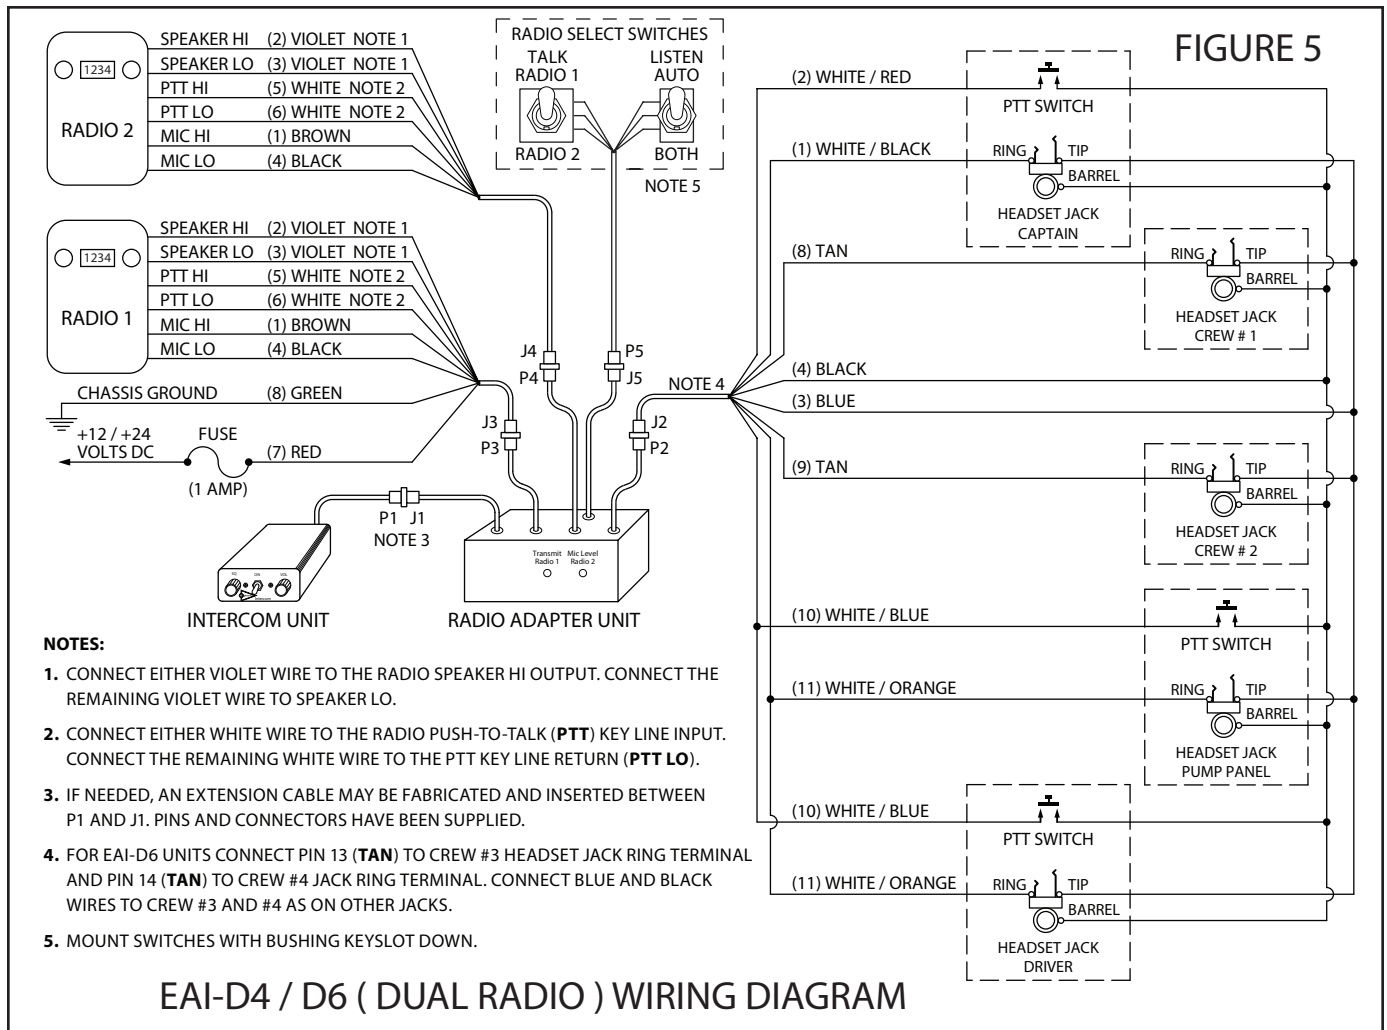 FIGURE 5
SPEAKER HI (2) VIOLET NOTE 1
SPEAKER LO (3) VIOLET NOTE 1
PTT HI (5) WHITE NOTE 2
PTT LO (6) WHITE NOTE 2
MIC HI (1) BROWN
MIC LO (4) BLACK
1234
RADIO 2
SPEAKER HI (2) VIOLET NOTE 1
SPEAKER LO (3) VIOLET NOTE 1
PTT HI (5) WHITE NOTE 2
PTT LO (6) WHITE NOTE 2
MIC HI (1) BROWN
MIC LO (4) BLACK
1234
RADIO 1
CHASSIS GROUND (8) GREEN
+12 / +24
VOLTS DC
FUSE
(1 AMP)
(7) RED
RADIO SELECT SWITCHES
TALK
RADIO 1
RADIO 2
LISTEN
AUTO
BOTH
NOTE 5
J4
P4
P5
J5
J3
P3
J2
P2
NOTE 4
P1 J1
NOTE 3
INTERCOM UNIT
Transmit
Radio 1
Mic Level
Radio 2
RADIO ADAPTER UNIT
(2) WHITE / RED
PTT SWITCH
(1) WHITE / BLACK
RING
TIP
BARREL
HEADSET JACK
CAPTAIN
(8) TAN
RING
TIP
BARREL
HEADSET JACK
CREW # 1
(4) BLACK
(3) BLUE
(9) TAN
RING
TIP
BARREL
HEADSET JACK
CREW # 2
(10) WHITE / BLUE
PTT SWITCH
(11) WHITE / ORANGE
RING
TIP
BARREL
HEADSET JACK
PUMP PANEL
(10) WHITE / BLUE
PTT SWITCH
(11) WHITE / ORANGE
RING
TIP
BARREL
HEADSET JACK
DRIVER
NOTES:
1. CONNECT EITHER VIOLET WIRE TO THE RADIO SPEAKER HI OUTPUT. CONNECT THE
REMAINING VIOLET WIRE TO SPEAKER LO.
2. CONNECT EITHER WHITE WIRE TO THE RADIO PUSH-TO-TALK (PTT) KEY LINE INPUT.
CONNECT THE REMAINING WHITE WIRE TO THE PTT KEY LINE RETURN (PTT LO).
3. IF NEEDED, AN EXTENSION CABLE MAY BE FABRICATED AND INSERTED BETWEEN
P1 AND J1. PINS AND CONNECTORS HAVE BEEN SUPPLIED.
4. FOR EAI-D6 UNITS CONNECT PIN 13 (TAN) TO CREW #3 HEADSET JACK RING TERMINAL
AND PIN 14 (TAN) TO CREW #4 JACK RING TERMINAL. CONNECT BLUE AND BLACK
WIRES TO CREW #3 AND #4 AS ON OTHER JACKS.
5. MOUNT SWITCHES WITH BUSHING KEYSLOT DOWN.
EAI-D4 / D6 ( DUAL RADIO ) WIRING DIAGRAM